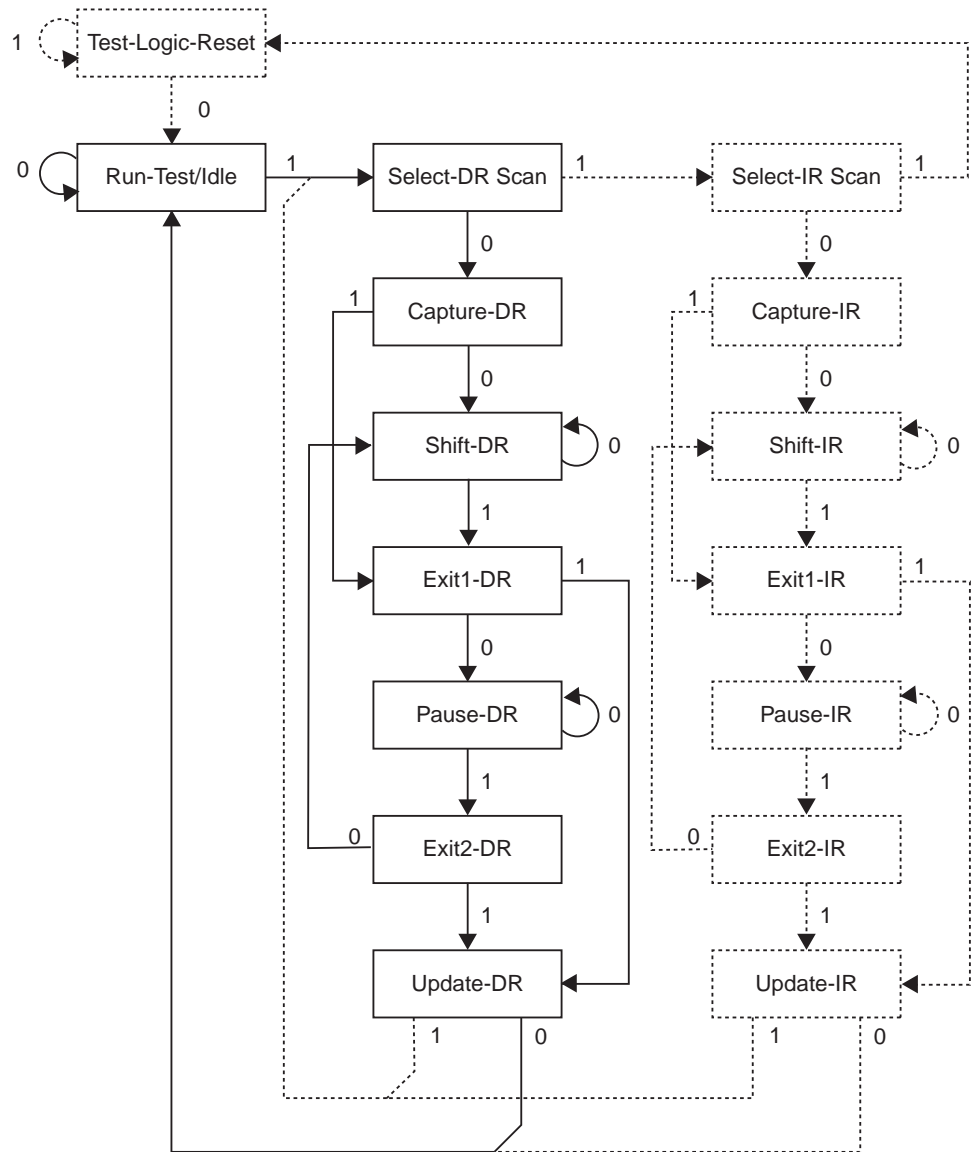 1
Test-Logic-Reset
0
0
Run-Test/Idle
1
Select-DR Scan
1
Select-IR Scan
1
0
0
1
Capture-DR
1
Capture-IR
0
0
Shift-DR
0
Shift-IR
0
1
1
Exit1-DR
1
Exit1-IR
1
0
0
Pause-DR
0
Pause-IR
0
1
1
0
Exit2-DR
0
Exit2-IR
1
1
Update-DR
Update-IR
1
0
1
0